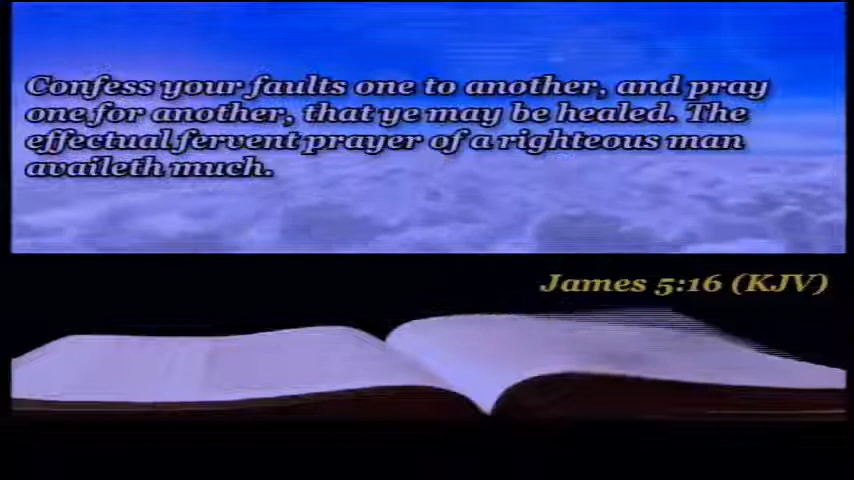 Confess your faults one to another, and pray
one for another, that ye may be healed. The
effectual fervent prayer of a righteous man
availeth much.
James 5:16 (KJV)